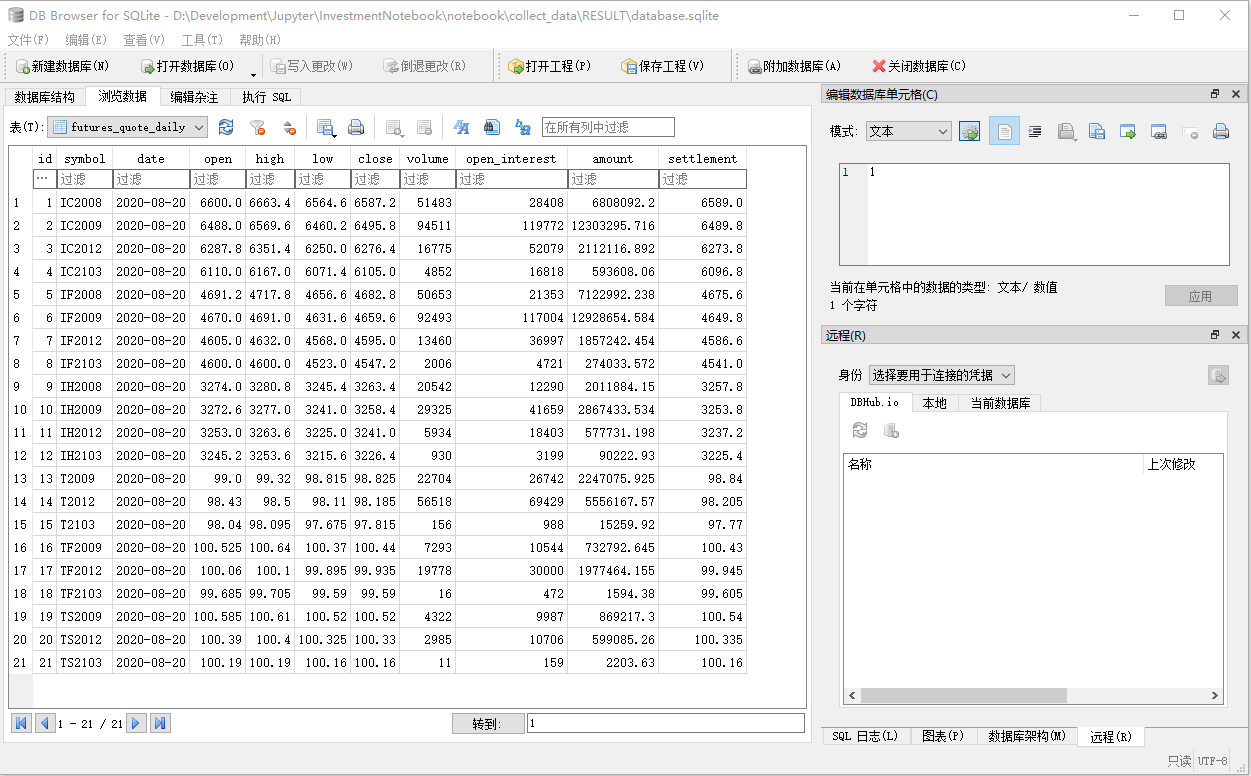 DB Browser for SQLite - D:\Development\Jupyter\InvestmentNotebook\notebook\collect_data\RESULT\database.sqlite
文件(F) 编辑(E) 查看(V) 工具(T) 帮助(H)
新建数据库(N) 打开数据库(O) 写入更改(W) 倒退更改(R) 打开工程(P) 保存工程(V) 附加数据库(A) 关闭数据库(C)
数据库结构 浏览数据 编辑杂注 执行 SQL
表(T): futures_quote_daily 在所有列中过滤
id symbol date open high low close volume open_interest amount settlement
... 过滤 过滤 过滤 过滤 过滤 过滤 过滤 过滤 过滤 过滤
1 1 IC2008 2020-08-20 6600.0 6663.4 6564.6 6587.2 51483 28408 6808092.2 6589.0
2 2 IC2009 2020-08-20 6488.0 6569.6 6460.2 6495.8 94511 119772 12303295.716 6489.8
3 3 IC2012 2020-08-20 6287.8 6351.4 6250.0 6276.4 16775 52079 2112116.892 6273.8
4 4 IC2103 2020-08-20 6110.0 6167.0 6071.4 6105.0 4852 16818 593608.06 6096.8
5 5 IF2008 2020-08-20 4691.2 4717.8 4656.6 4682.8 50653 21353 7122992.238 4675.6
6 6 IF2009 2020-08-20 4670.0 4691.0 4631.6 4659.6 92493 117004 12928654.584 4649.8
7 7 IF2012 2020-08-20 4605.0 4632.0 4568.0 4595.0 13460 36997 1857242.454 4586.6
8 8 IF2103 2020-08-20 4600.0 4600.0 4523.0 4547.2 2006 4721 274033.572 4541.0
9 9 IH2008 2020-08-20 3274.0 3280.8 3245.4 3263.4 20542 12290 2011884.15 3257.8
10 10 IH2009 2020-08-20 3272.6 3277.0 3241.0 3258.4 29325 41659 2867433.534 3253.8
11 11 IH2012 2020-08-20 3253.0 3263.6 3225.0 3241.0 5934 18403 577731.198 3237.2
12 12 IH2103 2020-08-20 3245.2 3253.6 3215.6 3226.4 930 3199 90222.93 3225.4
13 13 T2009 2020-08-20 99.0 99.32 98.815 98.825 22704 26742 2247075.925 98.84
14 14 T2012 2020-08-20 98.43 98.5 98.11 98.185 56518 69429 5556167.57 98.205
15 15 T2103 2020-08-20 98.04 98.095 97.675 97.815 156 988 15259.92 97.77
16 16 TF2009 2020-08-20 100.525 100.64 100.37 100.44 7293 10544 732792.645 100.43
17 17 TF2012 2020-08-20 100.06 100.1 99.895 99.935 19778 30000 1977464.155 99.945
18 18 TF2103 2020-08-20 99.685 99.705 99.59 99.59 16 472 1594.38 99.605
19 19 TS2009 2020-08-20 100.585 100.61 100.52 100.52 4322 9987 869217.3 100.54
20 20 TS2012 2020-08-20 100.39 100.4 100.325 100.33 2985 10706 599085.26 100.335
21 21 TS2103 2020-08-20 100.19 100.19 100.16 100.16 11 159 2203.63 100.16
1 - 21 / 21 转到: 1
编辑数据库单元格(C)
模式: 文本
1 1
当前在单元格中的数据的类型: 文本/ 数值
1 个字符
应用
远程(R)
身份 选择要用于连接的凭据
DBHub.io 本地 当前数据库
名称 上次修改
SQL 日志(L) 图表(P) 数据库架构(M) 远程(R)
只读 UTF-8